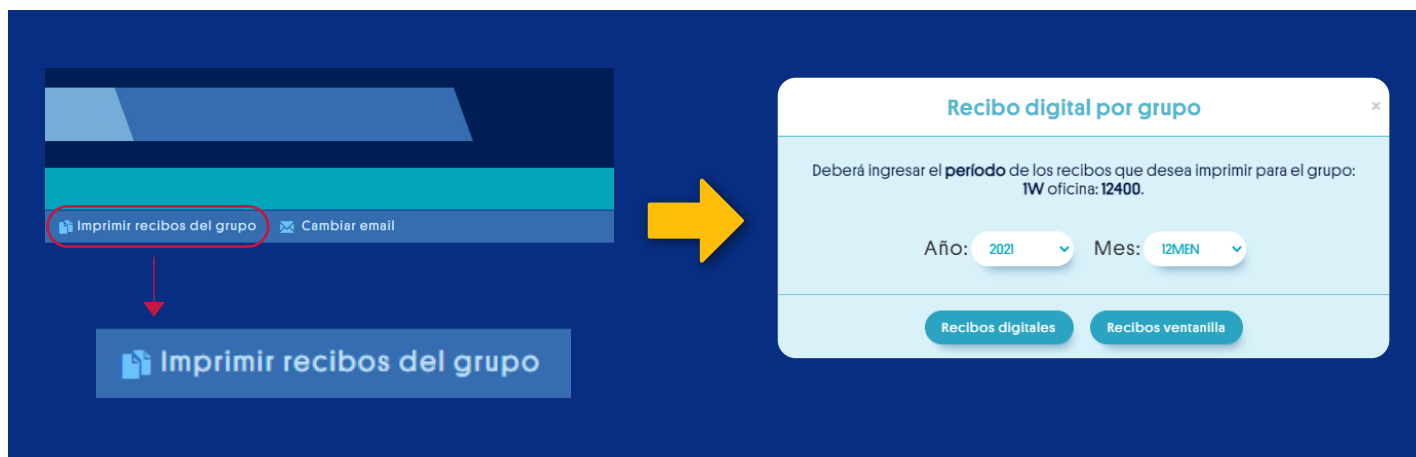 Imprimir recibos del grupo
Cambiar email
Imprimir recibos del grupo
Recibo digital por grupo
×
Deberá ingresar el período de los recibos que desea imprimir para el grupo:
1W oficina: 12400.
Año: 2021 Mes: 12MEN
Recibos digitales
Recibos ventanilla